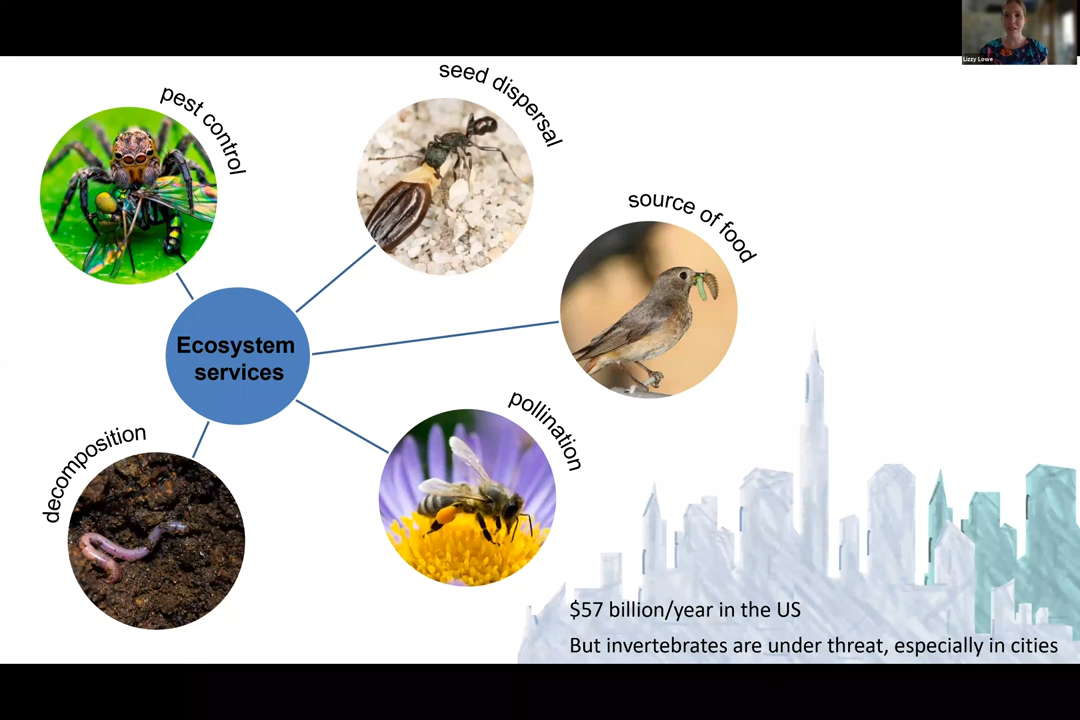 Lizzy Lowe
seed dispersal
pest control
source of food
Ecosystem
services
pollination
decomposition
$57 billion/year in the US
But invertebrates are under threat, especially in cities